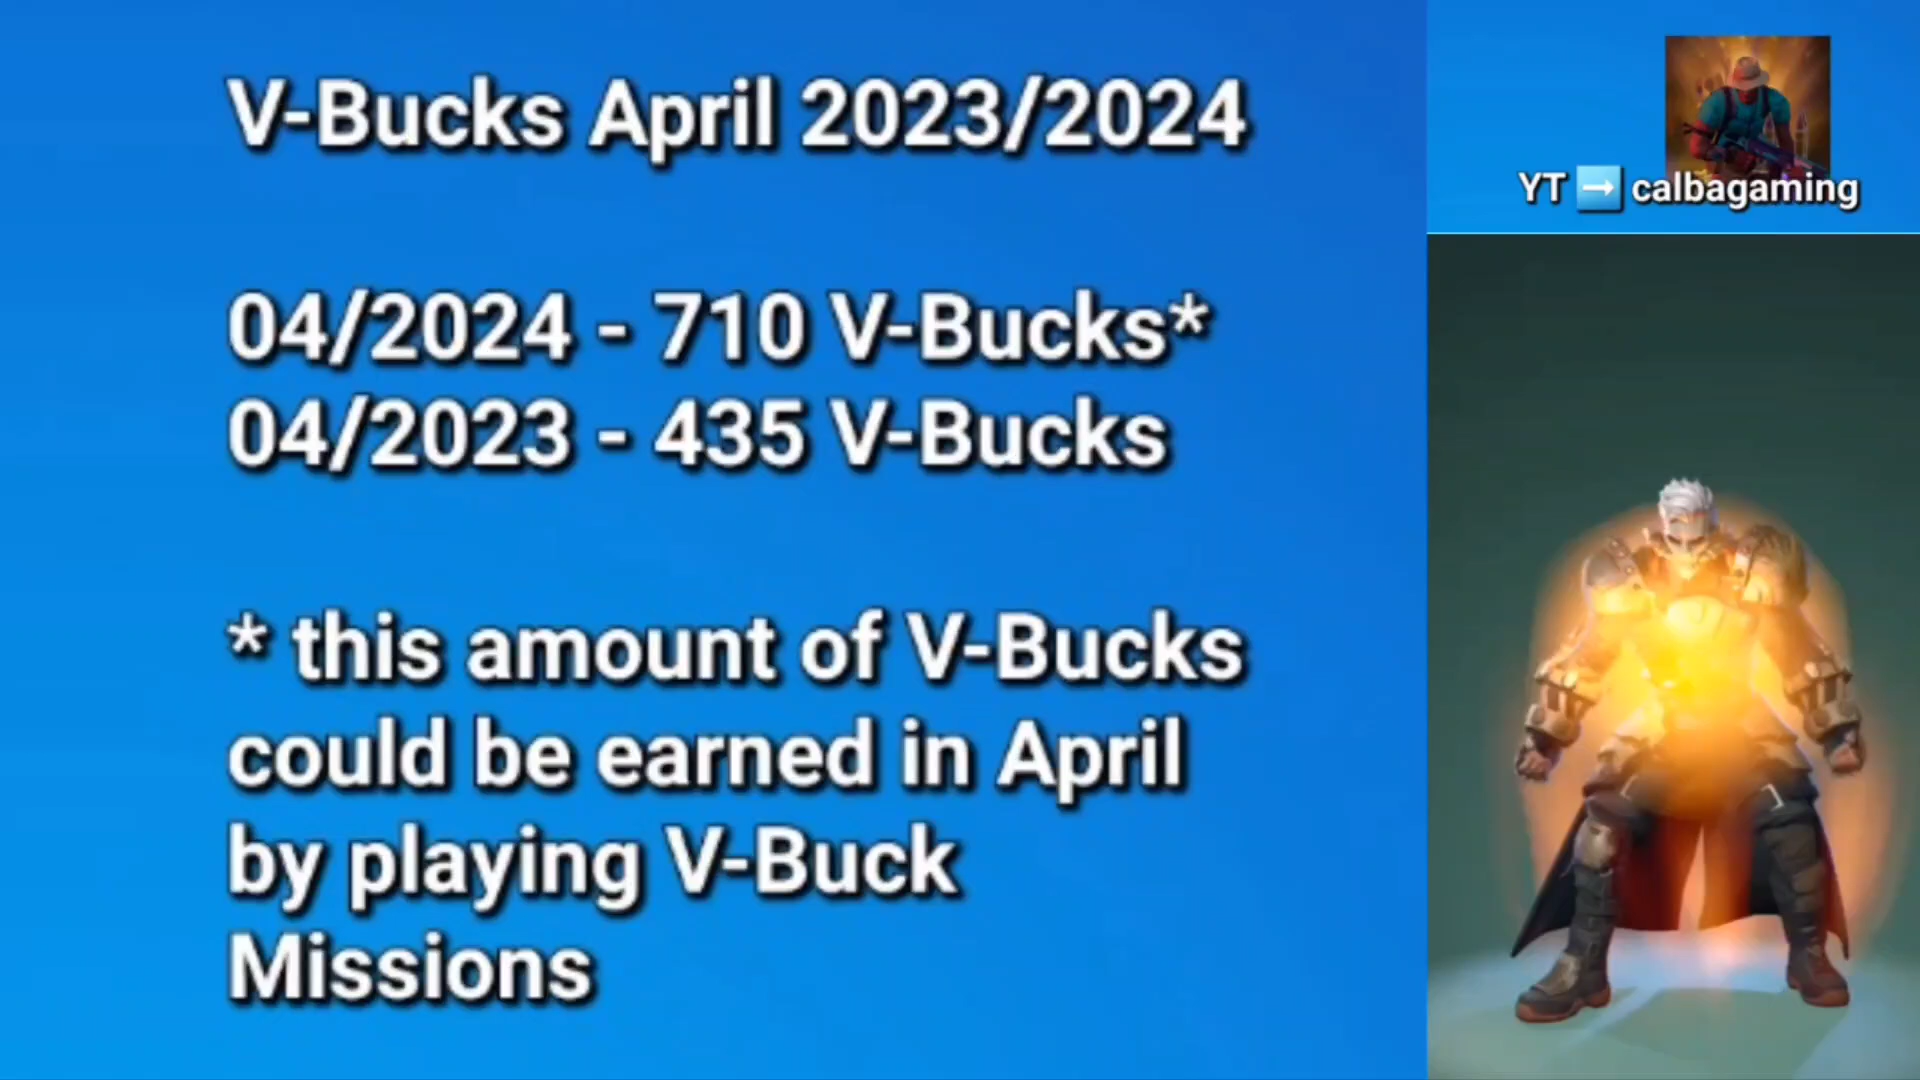 V-Bucks April 2023/2024
YT ➡ calbagaming
04/2024 - 710 V-Bucks*
04/2023 - 435 V-Bucks
* this amount of V-Bucks
could be earned in April
by playing V-Buck
Missions